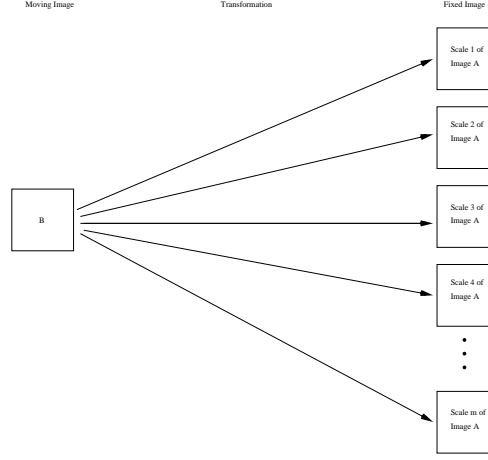 Moving Image
Transformation
Fixed Image
Scale 1 of
Image A
Scale 2 of
Image A
B
Scale 3 of
Image A
Scale 4 of
Image A
Scale m of
Image A